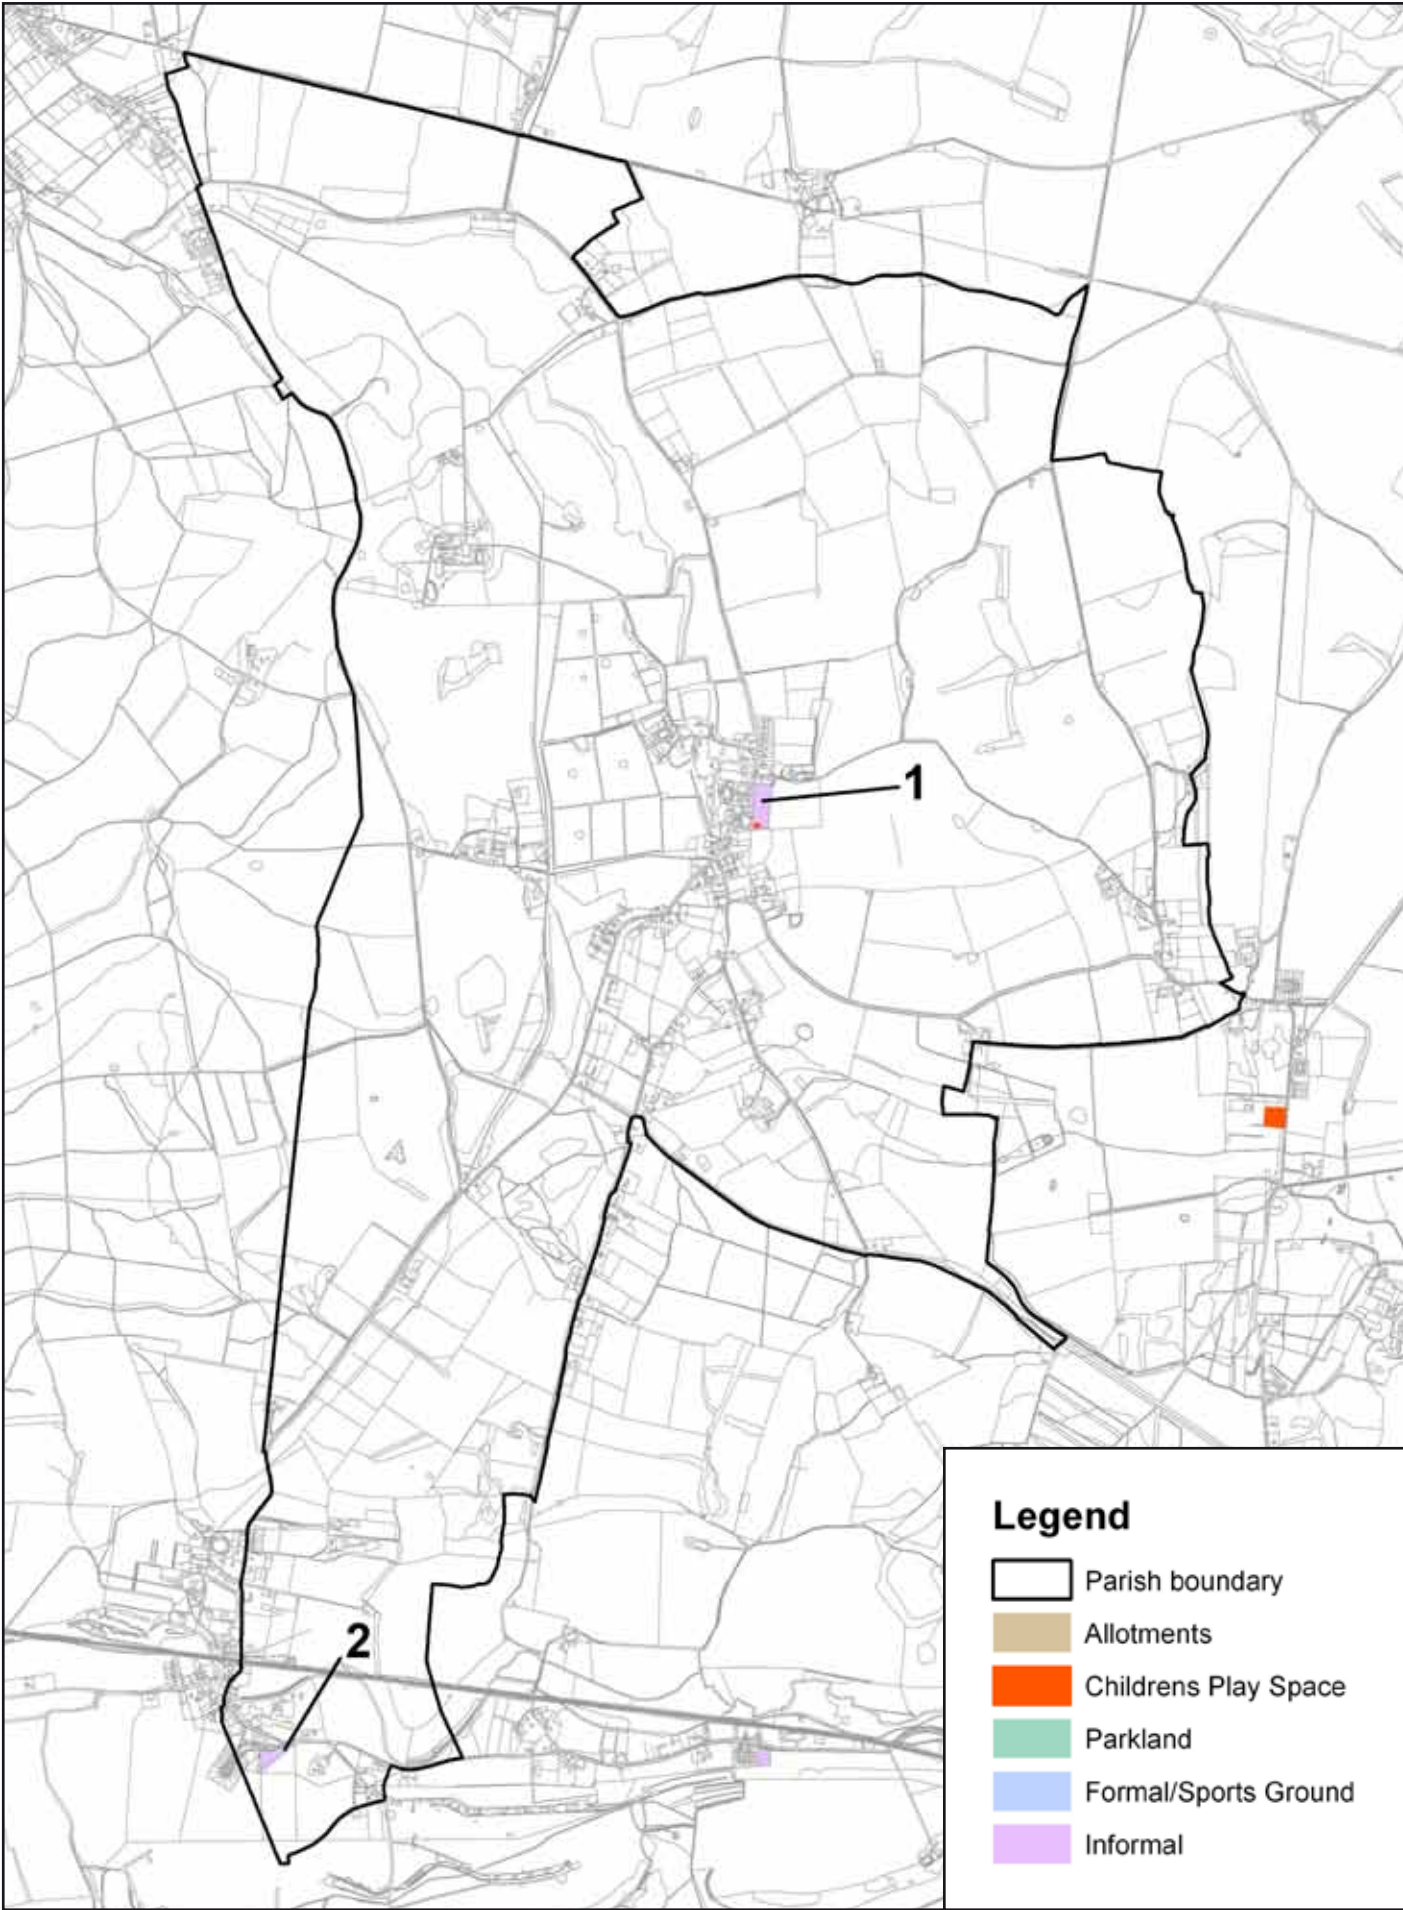 1
2
Legend
Parish boundary
Allotments
Childrens Play Space
Parkland
Formal/Sports Ground
Informal